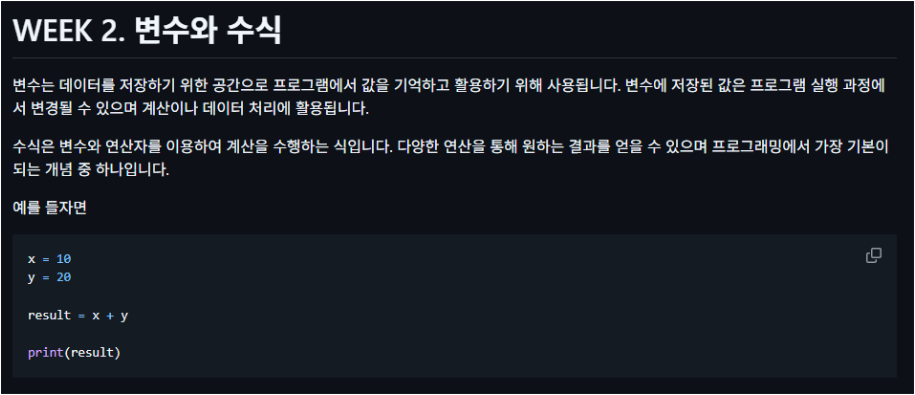 WEEK 2. 변수와 수식
변수는 데이터를 저장하기 위한 공간으로 프로그램에서 값을 기억하고 활용하기 위해 사용됩니다. 변수에 저장된 값은 프로그램 실행 과정에
서 변경될 수 있으며 계산이나 데이터 처리에 활용됩니다.
수식은 변수와 연산자를 이용하여 계산을 수행하는 식입니다. 다양한 연산을 통해 원하는 결과를 얻을 수 있으며 프로그래밍에서 가장 기본이
되는 개념 중 하나입니다.
예를 들자면
x = 10
y = 20
result = x + y
print(result)